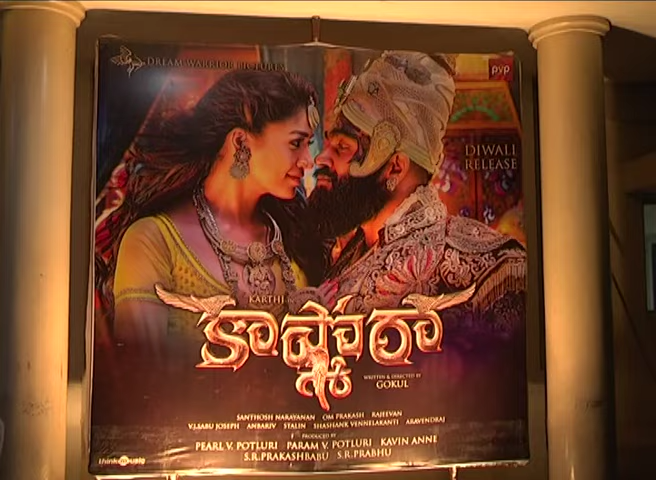 DREAM WARRIOR PICTURES
pvp
DIWALI
RELEASE
KARTHI
కాష్మోరా
WRITTEN & DIRECTED BY
GOKUL
SANTHOSH NARAYANAN OM PRAKASH RAJEEVAN
V.J.SABU JOSEPH ANBARIV STALIN SHASHANK VENNELAKANTI ARAVENDRAJ
PRODUCED BY
PEARL V. POTLURI PARAM V. POTLURI KAVIN ANNE
S.R.PRAKASHBABU S.R.PRABHU
thinkmusic